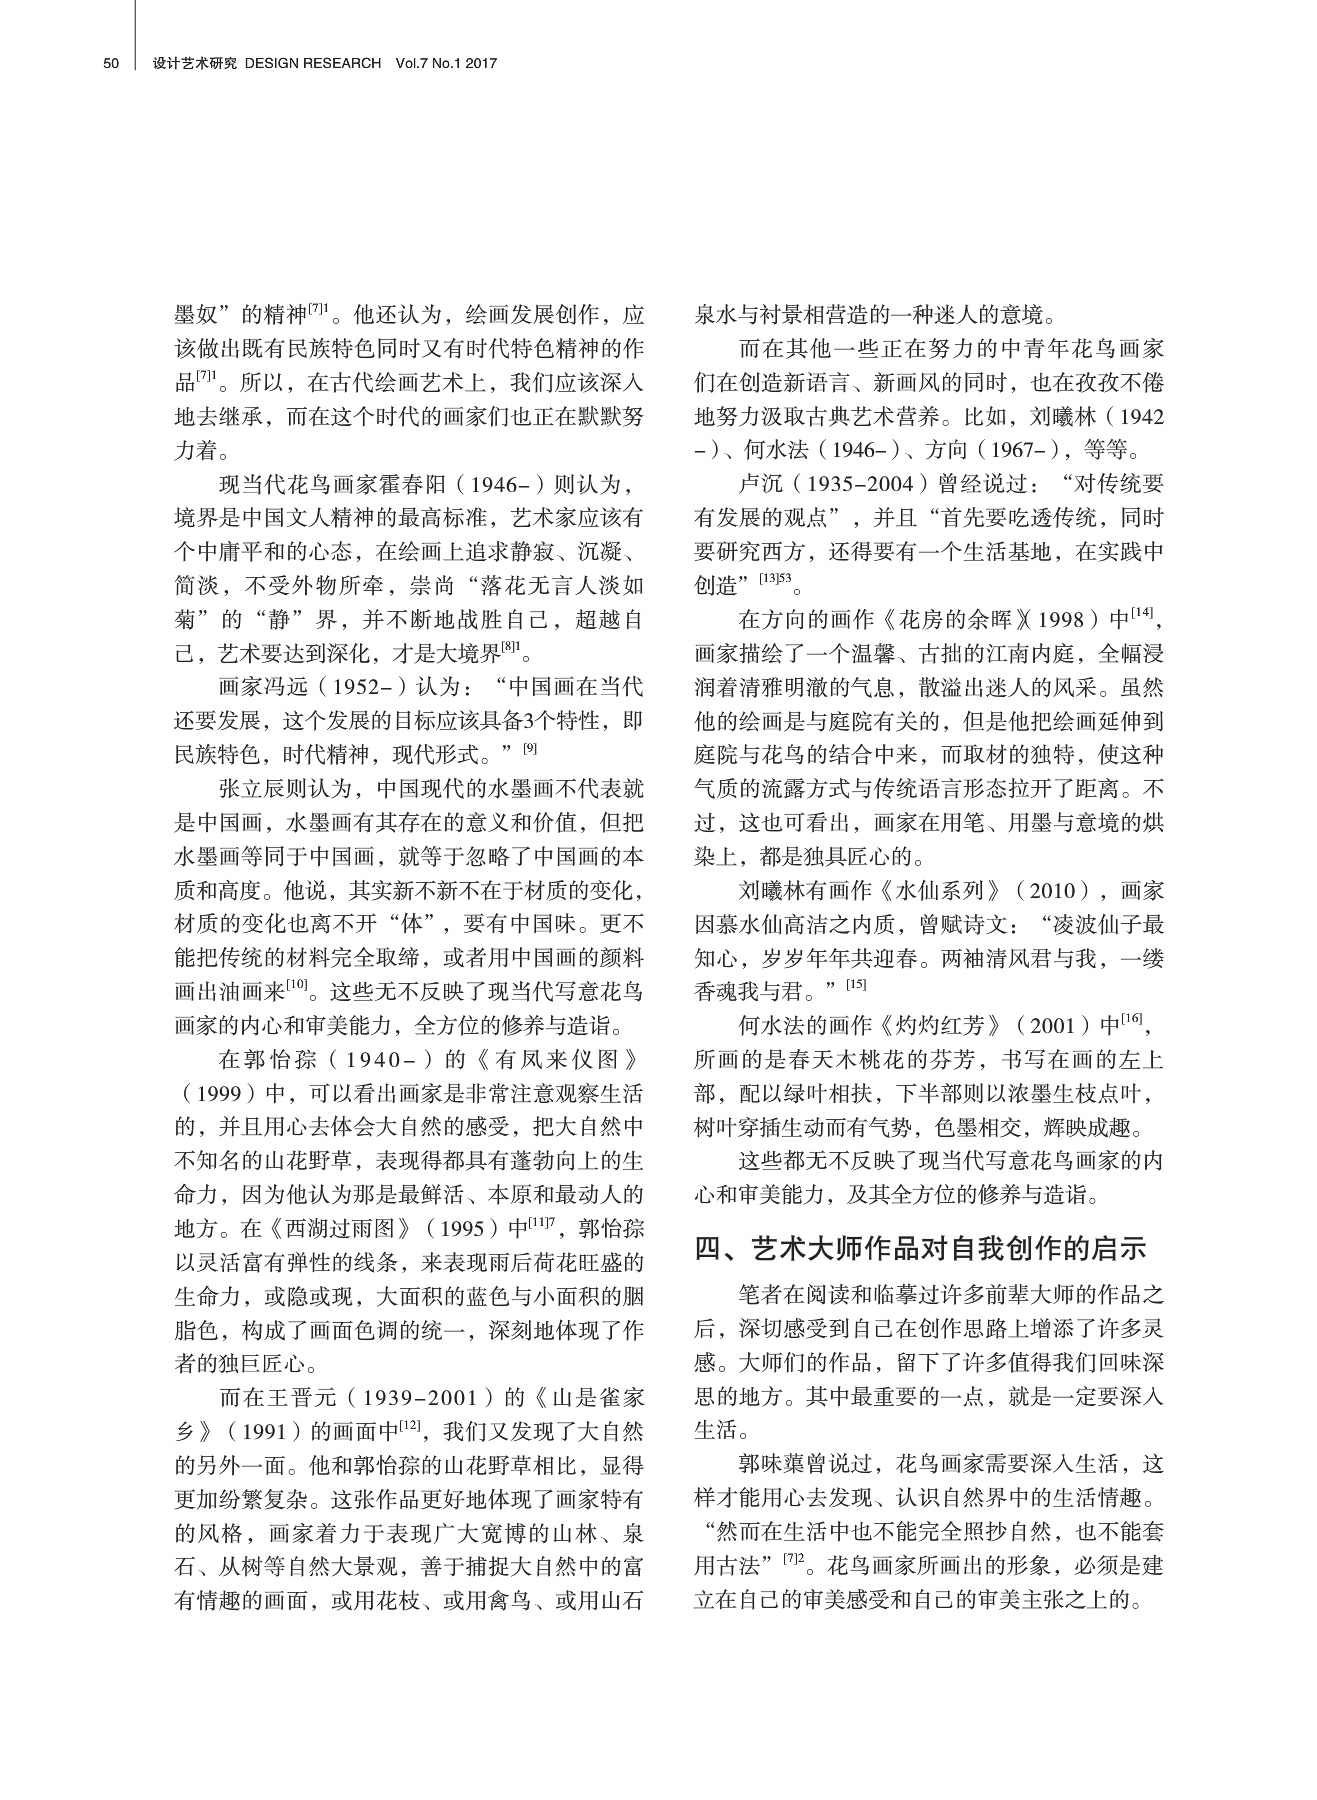 50
设计艺术研究 DESIGN RESEARCH Vol.7 No.1 2017
墨奴”的精神[7]1。他还认为，绘画发展创作，应
该做出既有民族特色同时又有时代特色精神的作
品[7]1。所以，在古代绘画艺术上，我们应该深入
地去继承，而在这个时代的画家们也正在默默努
力着。
现当代花鸟画家霍春阳（1946–）则认为，
境界是中国文人精神的最高标准，艺术家应该有
个中庸平和的心态，在绘画上追求静寂、沉凝、
简淡，不受外物所牵，崇尚“落花无言人淡如
菊”的“静”界，并不断地战胜自己，超越自
己，艺术要达到深化，才是大境界[8]1。
画家冯远（1952–）认为：“中国画在当代
还要发展，这个发展的目标应该具备3个特性，即
民族特色，时代精神，现代形式。”[9]
张立辰则认为，中国现代的水墨画不代表就
是中国画，水墨画有其存在的意义和价值，但把
水墨画等同于中国画，就等于忽略了中国画的本
质和高度。他说，其实新不新不在于材质的变化，
材质的变化也离不开“体”，要有中国味。更不
能把传统的材料完全取缔，或者用中国画的颜料
画出油画来[10]。这些无不反映了现当代写意花鸟
画家的内心和审美能力，全方位的修养与造诣。
在郭怡孮（1940–）的《有凤来仪图》
（1999）中，可以看出画家是非常注意观察生活
的，并且用心去体会大自然的感受，把大自然中
不知名的山花野草，表现得都具有蓬勃向上的生
命力，因为他认为那是最鲜活、本原和最动人的
地方。在《西湖过雨图》（1995）中[11]7，郭怡孮
以灵活富有弹性的线条，来表现雨后荷花旺盛的
生命力，或隐或现，大面积的蓝色与小面积的胭
脂色，构成了画面色调的统一，深刻地体现了作
者的独巨匠心。
而在王晋元（1939–2001）的《山是雀家
乡》（1991）的画面中[12]，我们又发现了大自然
的另外一面。他和郭怡孮的山花野草相比，显得
更加纷繁复杂。这张作品更好地体现了画家特有
的风格，画家着力于表现广大宽博的山林、泉
石、从树等自然大景观，善于捕捉大自然中的富
有情趣的画面，或用花枝、或用禽鸟、或用山石
泉水与衬景相营造的一种迷人的意境。
而在其他一些正在努力的中青年花鸟画家
们在创造新语言、新画风的同时，也在孜孜不倦
地努力汲取古典艺术营养。比如，刘曦林（1942
–）、何水法（1946–）、方向（1967–），等等。
卢沉（1935–2004）曾经说过：“对传统要
有发展的观点”，并且“首先要吃透传统，同时
要研究西方，还得要有一个生活基地，在实践中
创造”[13]53。
在方向的画作《花房的余晖》（1998）中[14]，
画家描绘了一个温馨、古拙的江南内庭，全幅浸
润着清雅明澈的气息，散溢出迷人的风采。虽然
他的绘画是与庭院有关的，但是他把绘画延伸到
庭院与花鸟的结合中来，而取材的独特，使这种
气质的流露方式与传统语言形态拉开了距离。不
过，这也可看出，画家在用笔、用墨与意境的烘
染上，都是独具匠心的。
刘曦林有画作《水仙系列》（2010），画家
因慕水仙高洁之内质，曾赋诗文：“凌波仙子最
知心，岁岁年年共迎春。两袖清风君与我，一缕
香魂我与君。”[15]
何水法的画作《灼灼红芳》（2001）中[16]，
所画的是春天木桃花的芬芳，书写在画的左上
部，配以绿叶相扶，下半部则以浓墨生枝点叶，
树叶穿插生动而有气势，色墨相交，辉映成趣。
这些都无不反映了现当代写意花鸟画家的内
心和审美能力，及其全方位的修养与造诣。
四、艺术大师作品对自我创作的启示
笔者在阅读和临摹过许多前辈大师的作品之
后，深切感受到自己在创作思路上增添了许多灵
感。大师们的作品，留下了许多值得我们回味深
思的地方。其中最重要的一点，就是一定要深入
生活。
郭味蕖曾说过，花鸟画家需要深入生活，这
样才能用心去发现、认识自然界中的生活情趣。
“然而在生活中也不能完全照抄自然，也不能套
用古法”[7]2。花鸟画家所画出的形象，必须是建
立在自己的审美感受和自己的审美主张之上的。